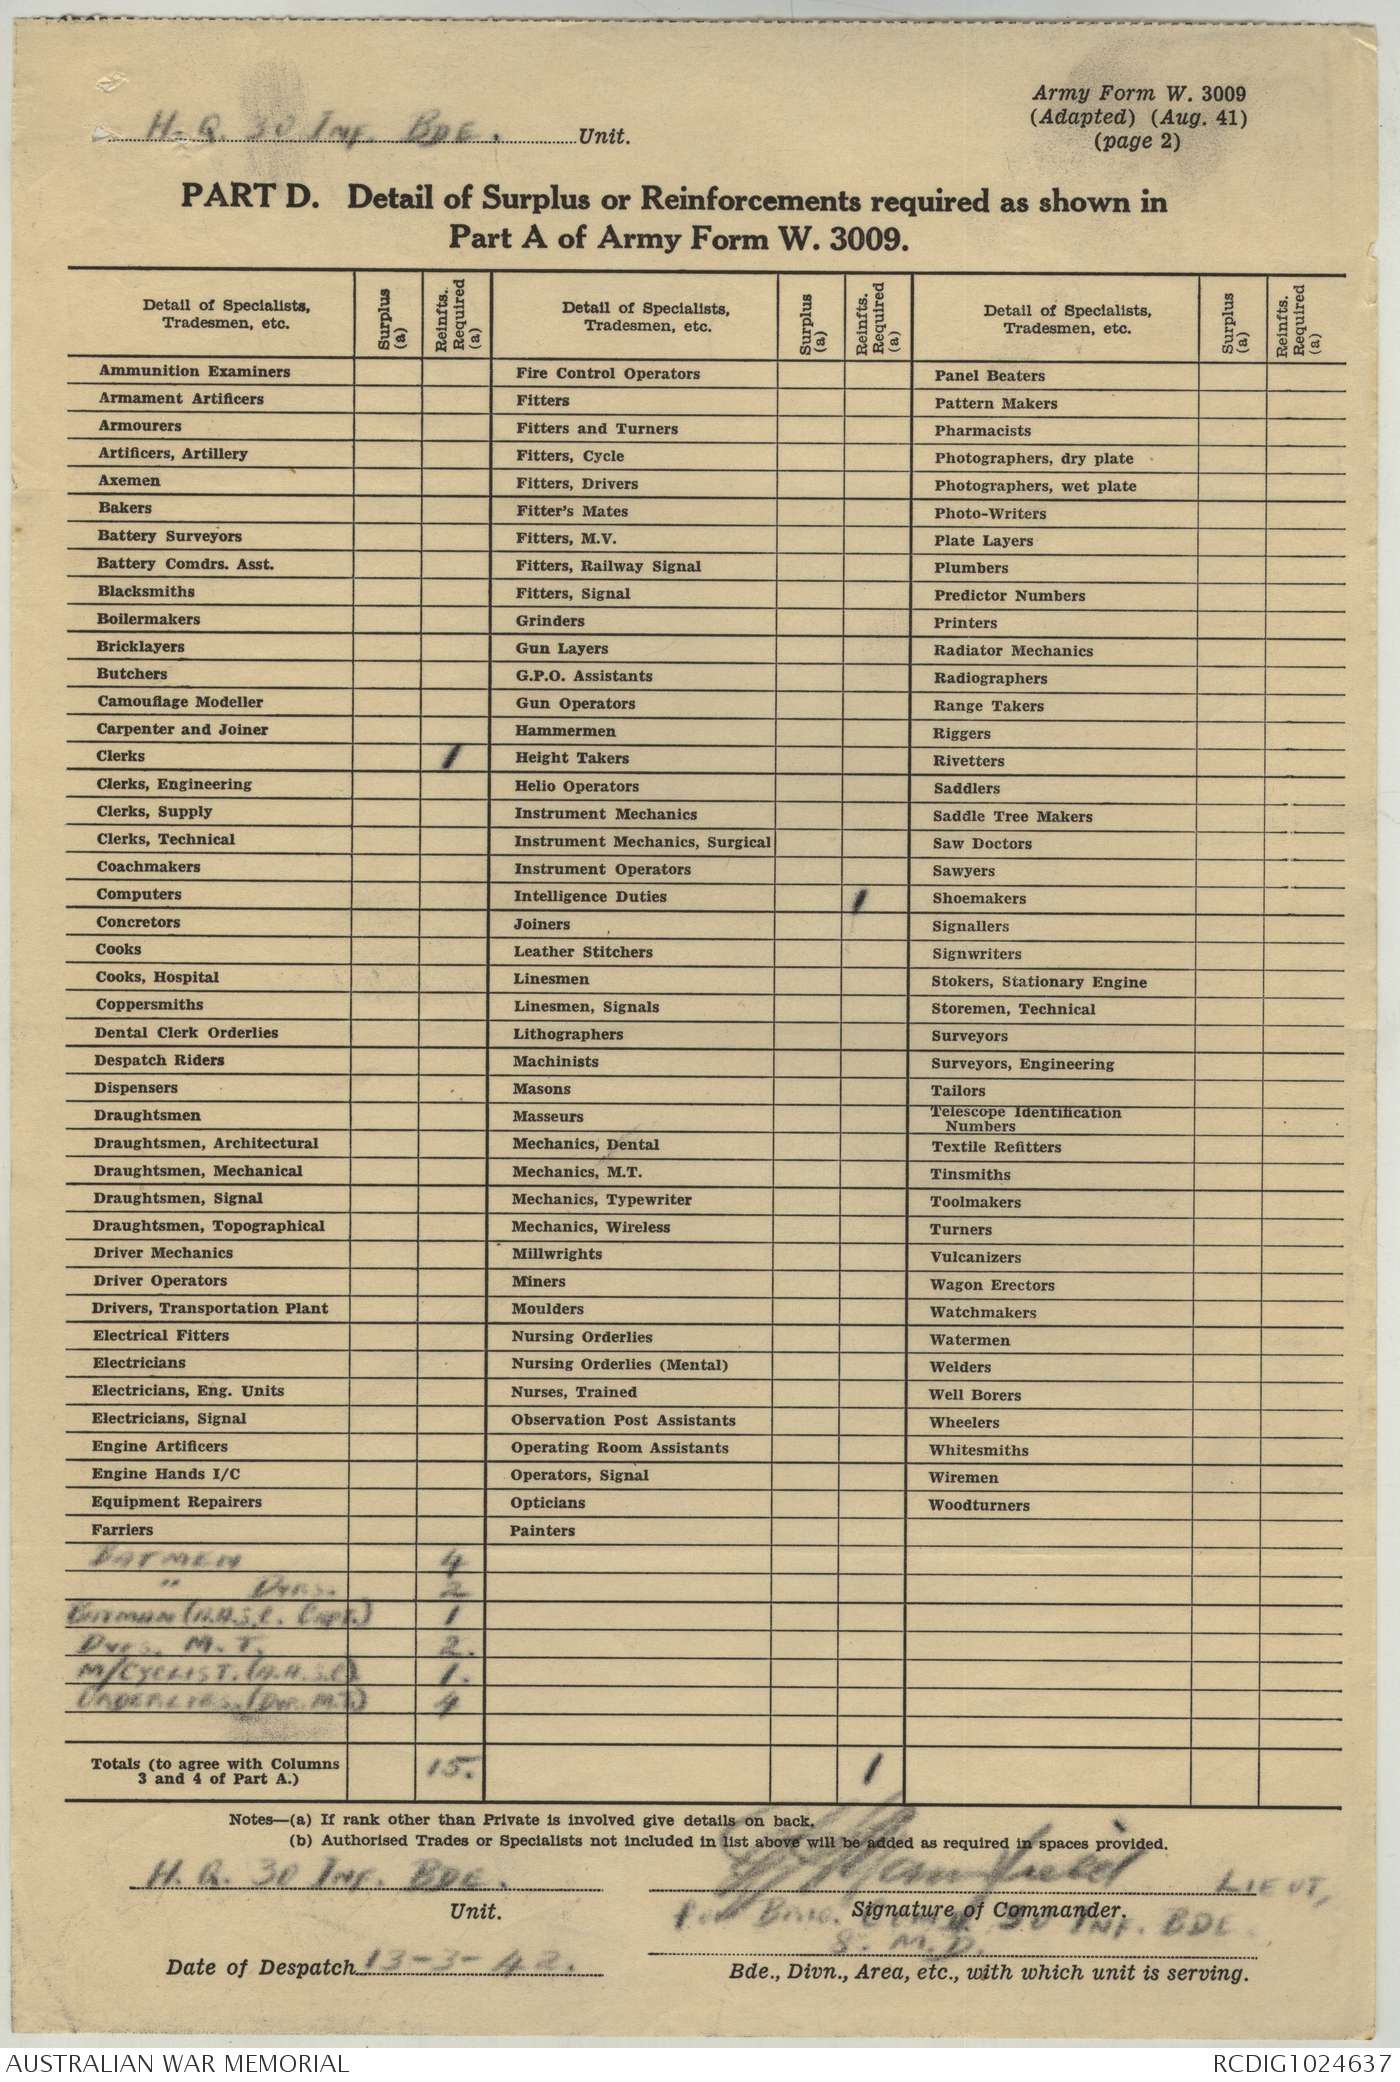 Army Form W. 3009
(Adapted) (Aug. 41)
(page 2)
H.Q. 30 INF. BDE. Unit.
PART D. Detail of Surplus or Reinforcements required as shown in
Part A of Army Form W. 3009.
Detail of Specialists, Tradesmen, etc. Surplus (a) Reinfts. Required (a) Detail of Specialists, Tradesmen, etc. Surplus (a) Reinfts. Required (a) Detail of Specialists, Tradesmen, etc. Surplus (a) Reinfts. Required (a)
Ammunition Examiners Fire Control Operators Panel Beaters
Armament Artificers Fitters Pattern Makers
Armourers Fitters and Turners Pharmacists
Artificers, Artillery Fitters, Cycle Photographers, dry plate
Axemen Fitters, Drivers Photographers, wet plate
Bakers Fitter's Mates Photo-Writers
Battery Surveyors Fitters, M.V. Plate Layers
Battery Comdrs. Asst. Fitters, Railway Signal Plumbers
Blacksmiths Fitters, Signal Predictor Numbers
Boilermakers Grinders Printers
Bricklayers Gun Layers Radiator Mechanics
Butchers G.P.O. Assistants Radiographers
Camouflage Modeller Gun Operators Range Takers
Carpenter and Joiner Hammermen Riggers
Clerks 1 Height Takers Rivetters
Clerks, Engineering Helio Operators Saddlers
Clerks, Supply Instrument Mechanics Saddle Tree Makers
Clerks, Technical Instrument Mechanics, Surgical Saw Doctors
Coachmakers Instrument Operators Sawyers
Computers Intelligence Duties 1 Shoemakers
Concretors Joiners Signallers
Cooks Leather Stitchers Signwriters
Cooks, Hospital Linesmen Stokers, Stationary Engine
Coppersmiths Linesmen, Signals Storemen, Technical
Dental Clerk Orderlies Lithographers Surveyors
Despatch Riders Machinists Surveyors, Engineering
Dispensers Masons Tailors
Draughtsmen Masseurs Telescope Identification Numbers
Draughtsmen, Architectural Mechanics, Dental Textile Refitters
Draughtsmen, Mechanical Mechanics, M.T. Tinsmiths
Draughtsmen, Signal Mechanics, Typewriter Toolmakers
Draughtsmen, Topographical Mechanics, Wireless Turners
Driver Mechanics Millwrights Vulcanizers
Driver Operators Miners Wagon Erectors
Drivers, Transportation Plant Moulders Watchmakers
Electrical Fitters Nursing Orderlies Watermen
Electricians Nursing Orderlies (Mental) Welders
Electricians, Eng. Units Nurses, Trained Well Borers
Electricians, Signal Observation Post Assistants Wheelers
Engine Artificers Operating Room Assistants Whitesmiths
Engine Hands I/C Operators, Signal Wiremen
Equipment Repairers Opticians Woodturners
Farriers Painters
BATMEN 4
" DVRS. 2
BATMAN (A.A.S.C. CAPT.) 1
DVRS. M.T. 2.
M/CYCLIST. (A.A.S.C) 1.
ORDERLIES. (DVR. M.T.) 4
Totals (to agree with Columns 3 and 4 of Part A.) 15. 1
Notes—(a) If rank other than Private is involved give details on back.
(b) Authorised Trades or Specialists not included in list above will be added as required in spaces provided.
H.Q. 30 INF. BDE. LIEUT,
Unit. Signature of Commander.
For Brig. Comd. 30 INF. BDE.
8. M.D.
Date of Despatch 13-3-42.
Bde., Divn., Area, etc., with which unit is serving.
AUSTRALIAN WAR MEMORIAL RCDIG1024637